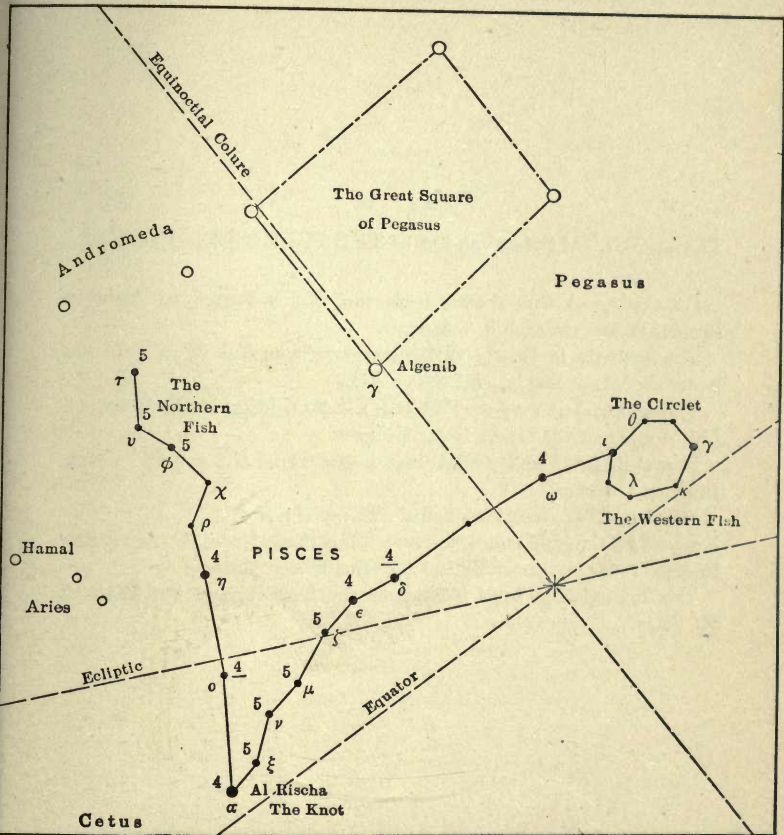 Equinoctial Colure
The Great Square
of Pegasus
Andromeda
Pegasus
Algenib
γ
5
τ
The
Northern
Fish
5
υ
5
φ
χ
ρ
The Circlet
θ
ι
γ
λ
κ
The Western Fish
4
ω
Hamal
Aries
PISCES
4
η
4
δ
4
ε
5
ζ
Ecliptic
4
ο
5
μ
Equator
5
ν
5
ξ
4
α
Al Rischa
The Knot
Cetus